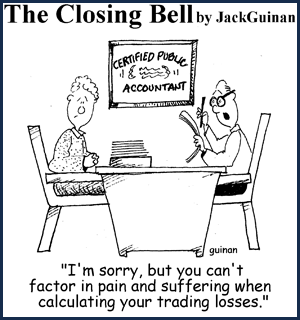 The Closing Bell by JackGuinan
CERTIFIED PUBLIC
ACCOUNTANT
guinan
"I'm sorry, but you can't
factor in pain and suffering when
calculating your trading losses."